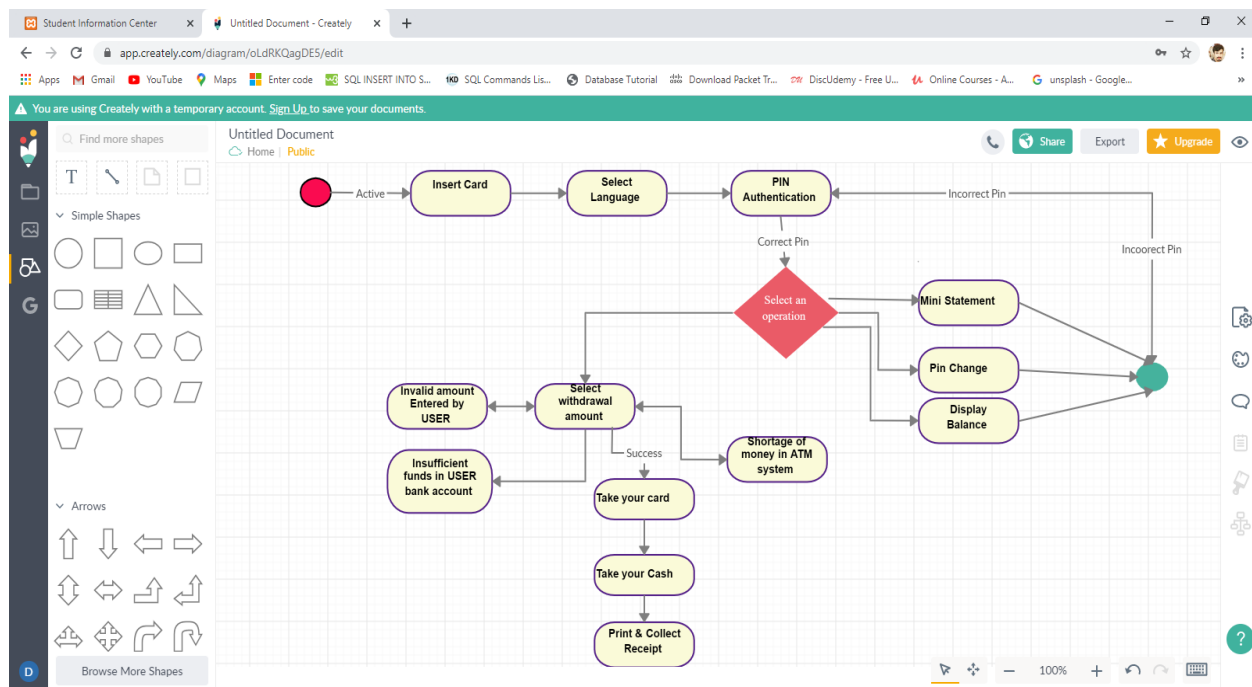 Student Information Center
Untitled Document - Creately
app.creately.com/diagram/oLdRKQagDE5/edit
Apps
Gmail
YouTube
Maps
Enter code
SQL INSERT INTO S...
1KD
SQL Commands Lis...
Database Tutorial
Download Packet Tr...
DiscUdemy - Free U...
Online Courses - A...
G
unsplash - Google...
You are using Creately with a temporary account. Sign Up to save your documents.
Find more shapes
Untitled Document
Home | Public
Share
Export
Upgrade
T
Simple Shapes
G
Arrows
D
Browse More Shapes
Active
Insert Card
Select
Language
PIN
Authentication
Incorrect Pin
Incoorect Pin
Correct Pin
Select an
operation
Mini Statement
Pin Change
Display
Balance
Invalid amount
Entered by
USER
Select
withdrawal
amount
Insufficient
funds in USER
bank account
Success
Shortage of
money in ATM
system
Take your card
Take your Cash
Print & Collect
Receipt
100%
?